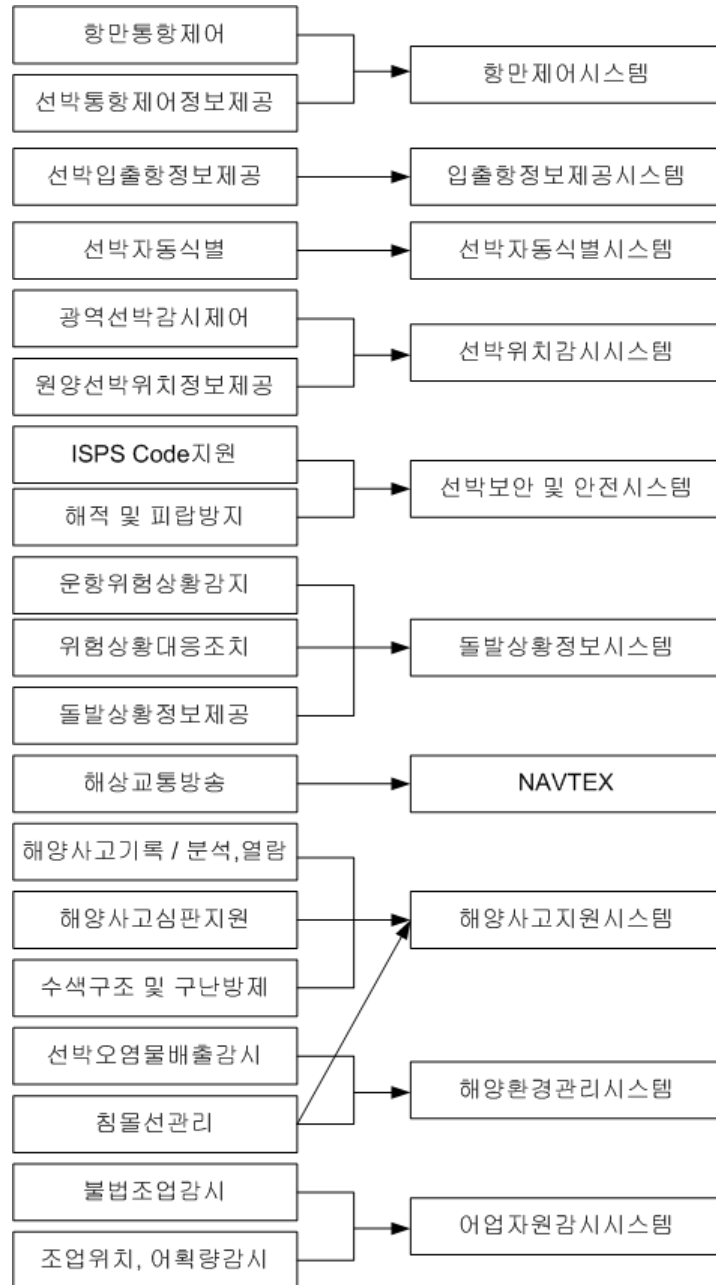 항만통항제어
선박통항제어정보제공
항만제어시스템
선박입출항정보제공
입출항정보제공시스템
선박자동식별
선박자동식별시스템
광역선박감시제어
원양선박위치정보제공
선박위치감시시스템
ISPS Code지원
해적 및 피랍방지
선박보안 및 안전시스템
운항위험상황감지
위험상황대응조치
돌발상황정보제공
돌발상황정보시스템
해상교통방송
NAVTEX
해양사고기록 / 분석,열람
해양사고심판지원
수색구조 및 구난방제
해양사고지원시스템
선박오염물배출감시
침몰선관리
해양환경관리시스템
불법조업감시
조업위치, 어획량감시
어업자원감시시스템